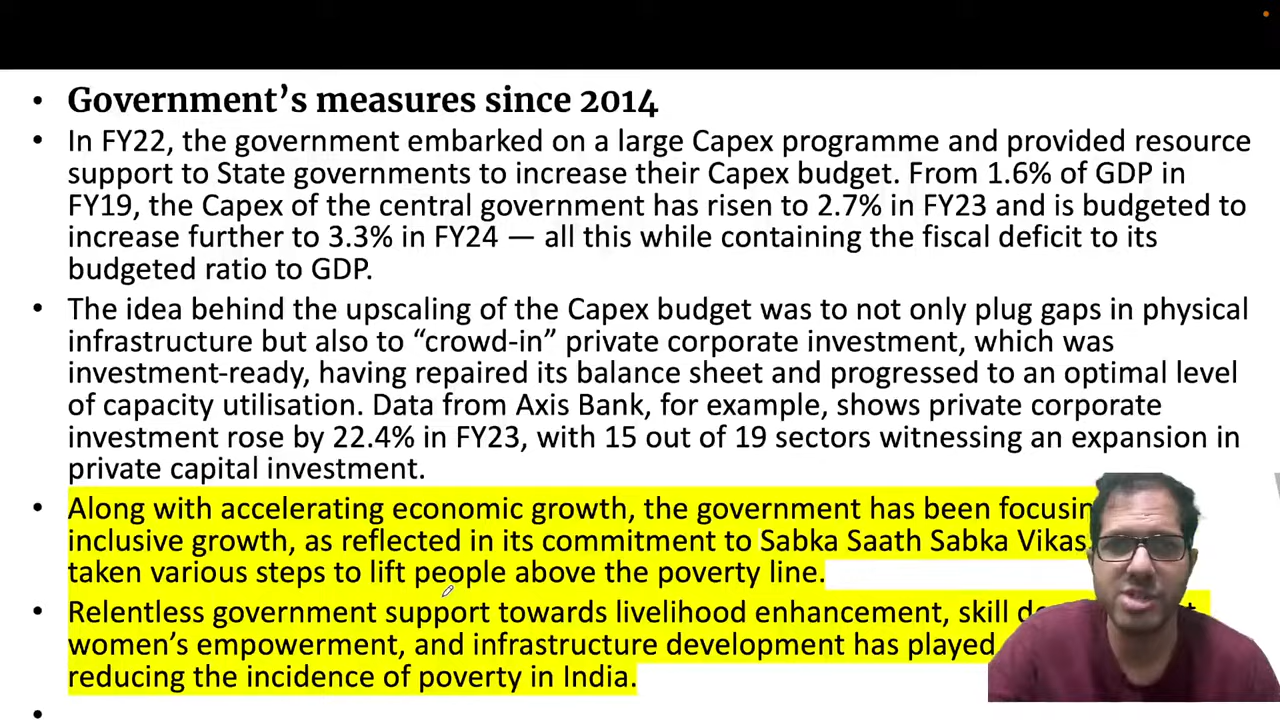 • Government’s measures since 2014
• In FY22, the government embarked on a large Capex programme and provided resource
support to State governments to increase their Capex budget. From 1.6% of GDP in
FY19, the Capex of the central government has risen to 2.7% in FY23 and is budgeted to
increase further to 3.3% in FY24 — all this while containing the fiscal deficit to its
budgeted ratio to GDP.
• The idea behind the upscaling of the Capex budget was to not only plug gaps in physical
infrastructure but also to “crowd-in” private corporate investment, which was
investment-ready, having repaired its balance sheet and progressed to an optimal level
of capacity utilisation. Data from Axis Bank, for example, shows private corporate
investment rose by 22.4% in FY23, with 15 out of 19 sectors witnessing an expansion in
private capital investment.
• Along with accelerating economic growth, the government has been
inclusive growth, as reflected in its commitment to Sabka Saath Sabka Vikas.
taken various steps to lift people above the poverty line.
• Relentless government support towards livelihood enhancement, skill
women’s empowerment, and infrastructure development has played
reducing the incidence of poverty in India.
•